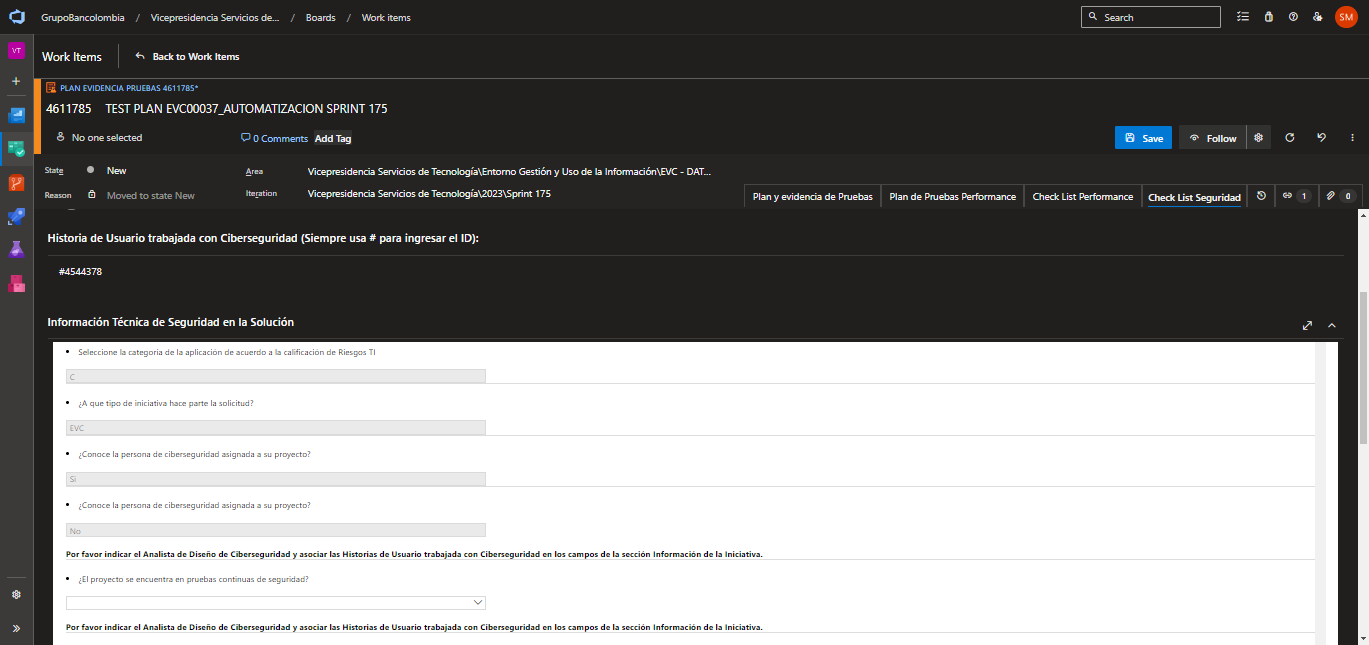 GrupoBancolombia / Vicepresidencia Servicios de... / Boards / Work items
Search
SM
VT
Work Items
Back to Work Items
PLAN EVIDENCIA PRUEBAS 4611785*
4611785 TEST PLAN EVC00037_AUTOMATIZACION SPRINT 175
No one selected
0 Comments
Add Tag
Save
Follow
State
New
Area
Vicepresidencia Servicios de Tecnología\Entorno Gestión y Uso de la Información\EVC - DAT...
Reason
Moved to state New
Iteration
Vicepresidencia Servicios de Tecnología\2023\Sprint 175
Plan y evidencia de Pruebas
Plan de Pruebas Performance
Check List Performance
Check List Seguridad
1
0
Historia de Usuario trabajada con Ciberseguridad (Siempre usa # para ingresar el ID):
#4544378
Información Técnica de Seguridad en la Solución
• Seleccione la categoria de la aplicación de acuerdo a la calificación de Riesgos TI
C
• ¿A que tipo de iniciativa hace parte la solicitud?
EVC
• ¿Conoce la persona de ciberseguridad asignada a su proyecto?
Si
• ¿Conoce la persona de ciberseguridad asignada a su proyecto?
No
Por favor indicar el Analista de Diseño de Ciberseguridad y asociar las Historias de Usuario trabajada con Ciberseguridad en los campos de la sección Información de la Iniciativa.
• ¿El proyecto se encuentra en pruebas continuas de seguridad?
Por favor indicar el Analista de Diseño de Ciberseguridad y asociar las Historias de Usuario trabajada con Ciberseguridad en los campos de la sección Información de la Iniciativa.